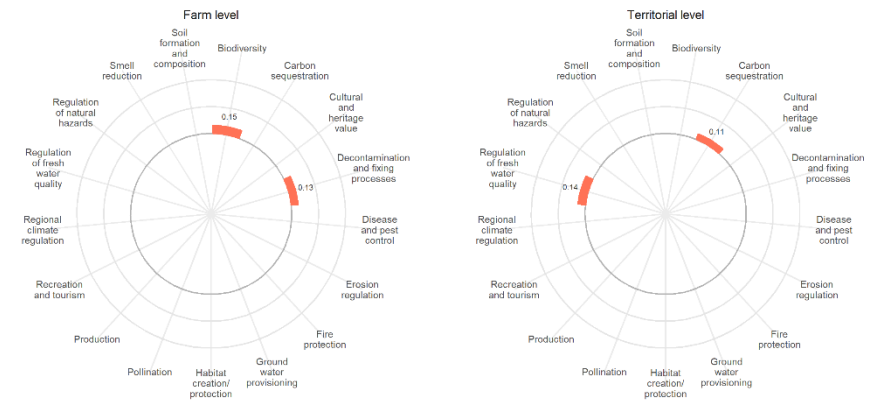 Farm level
Soil
formation
and
composition
Biodiversity
Smell
reduction
Carbon
sequestration
Regulation
of natural
hazards
Cultural
and
heritage
value
0.15
Regulation
of fresh
water
quality
Decontamination
and fixing
processes
0.13
Regional
climate
regulation
Disease
and pest
control
Recreation
and tourism
Erosion
regulation
Production
Fire
protection
Pollination
Habitat
creation/
protection
Ground
water
provisioning
Territorial level
Soil
formation
and
composition
Biodiversity
Smell
reduction
Carbon
sequestration
Regulation
of natural
hazards
Cultural
and
heritage
value
0.11
Regulation
of fresh
water
quality
Decontamination
and fixing
processes
0.14
Regional
climate
regulation
Disease
and pest
control
Recreation
and tourism
Erosion
regulation
Production
Fire
protection
Pollination
Habitat
creation/
protection
Ground
water
provisioning